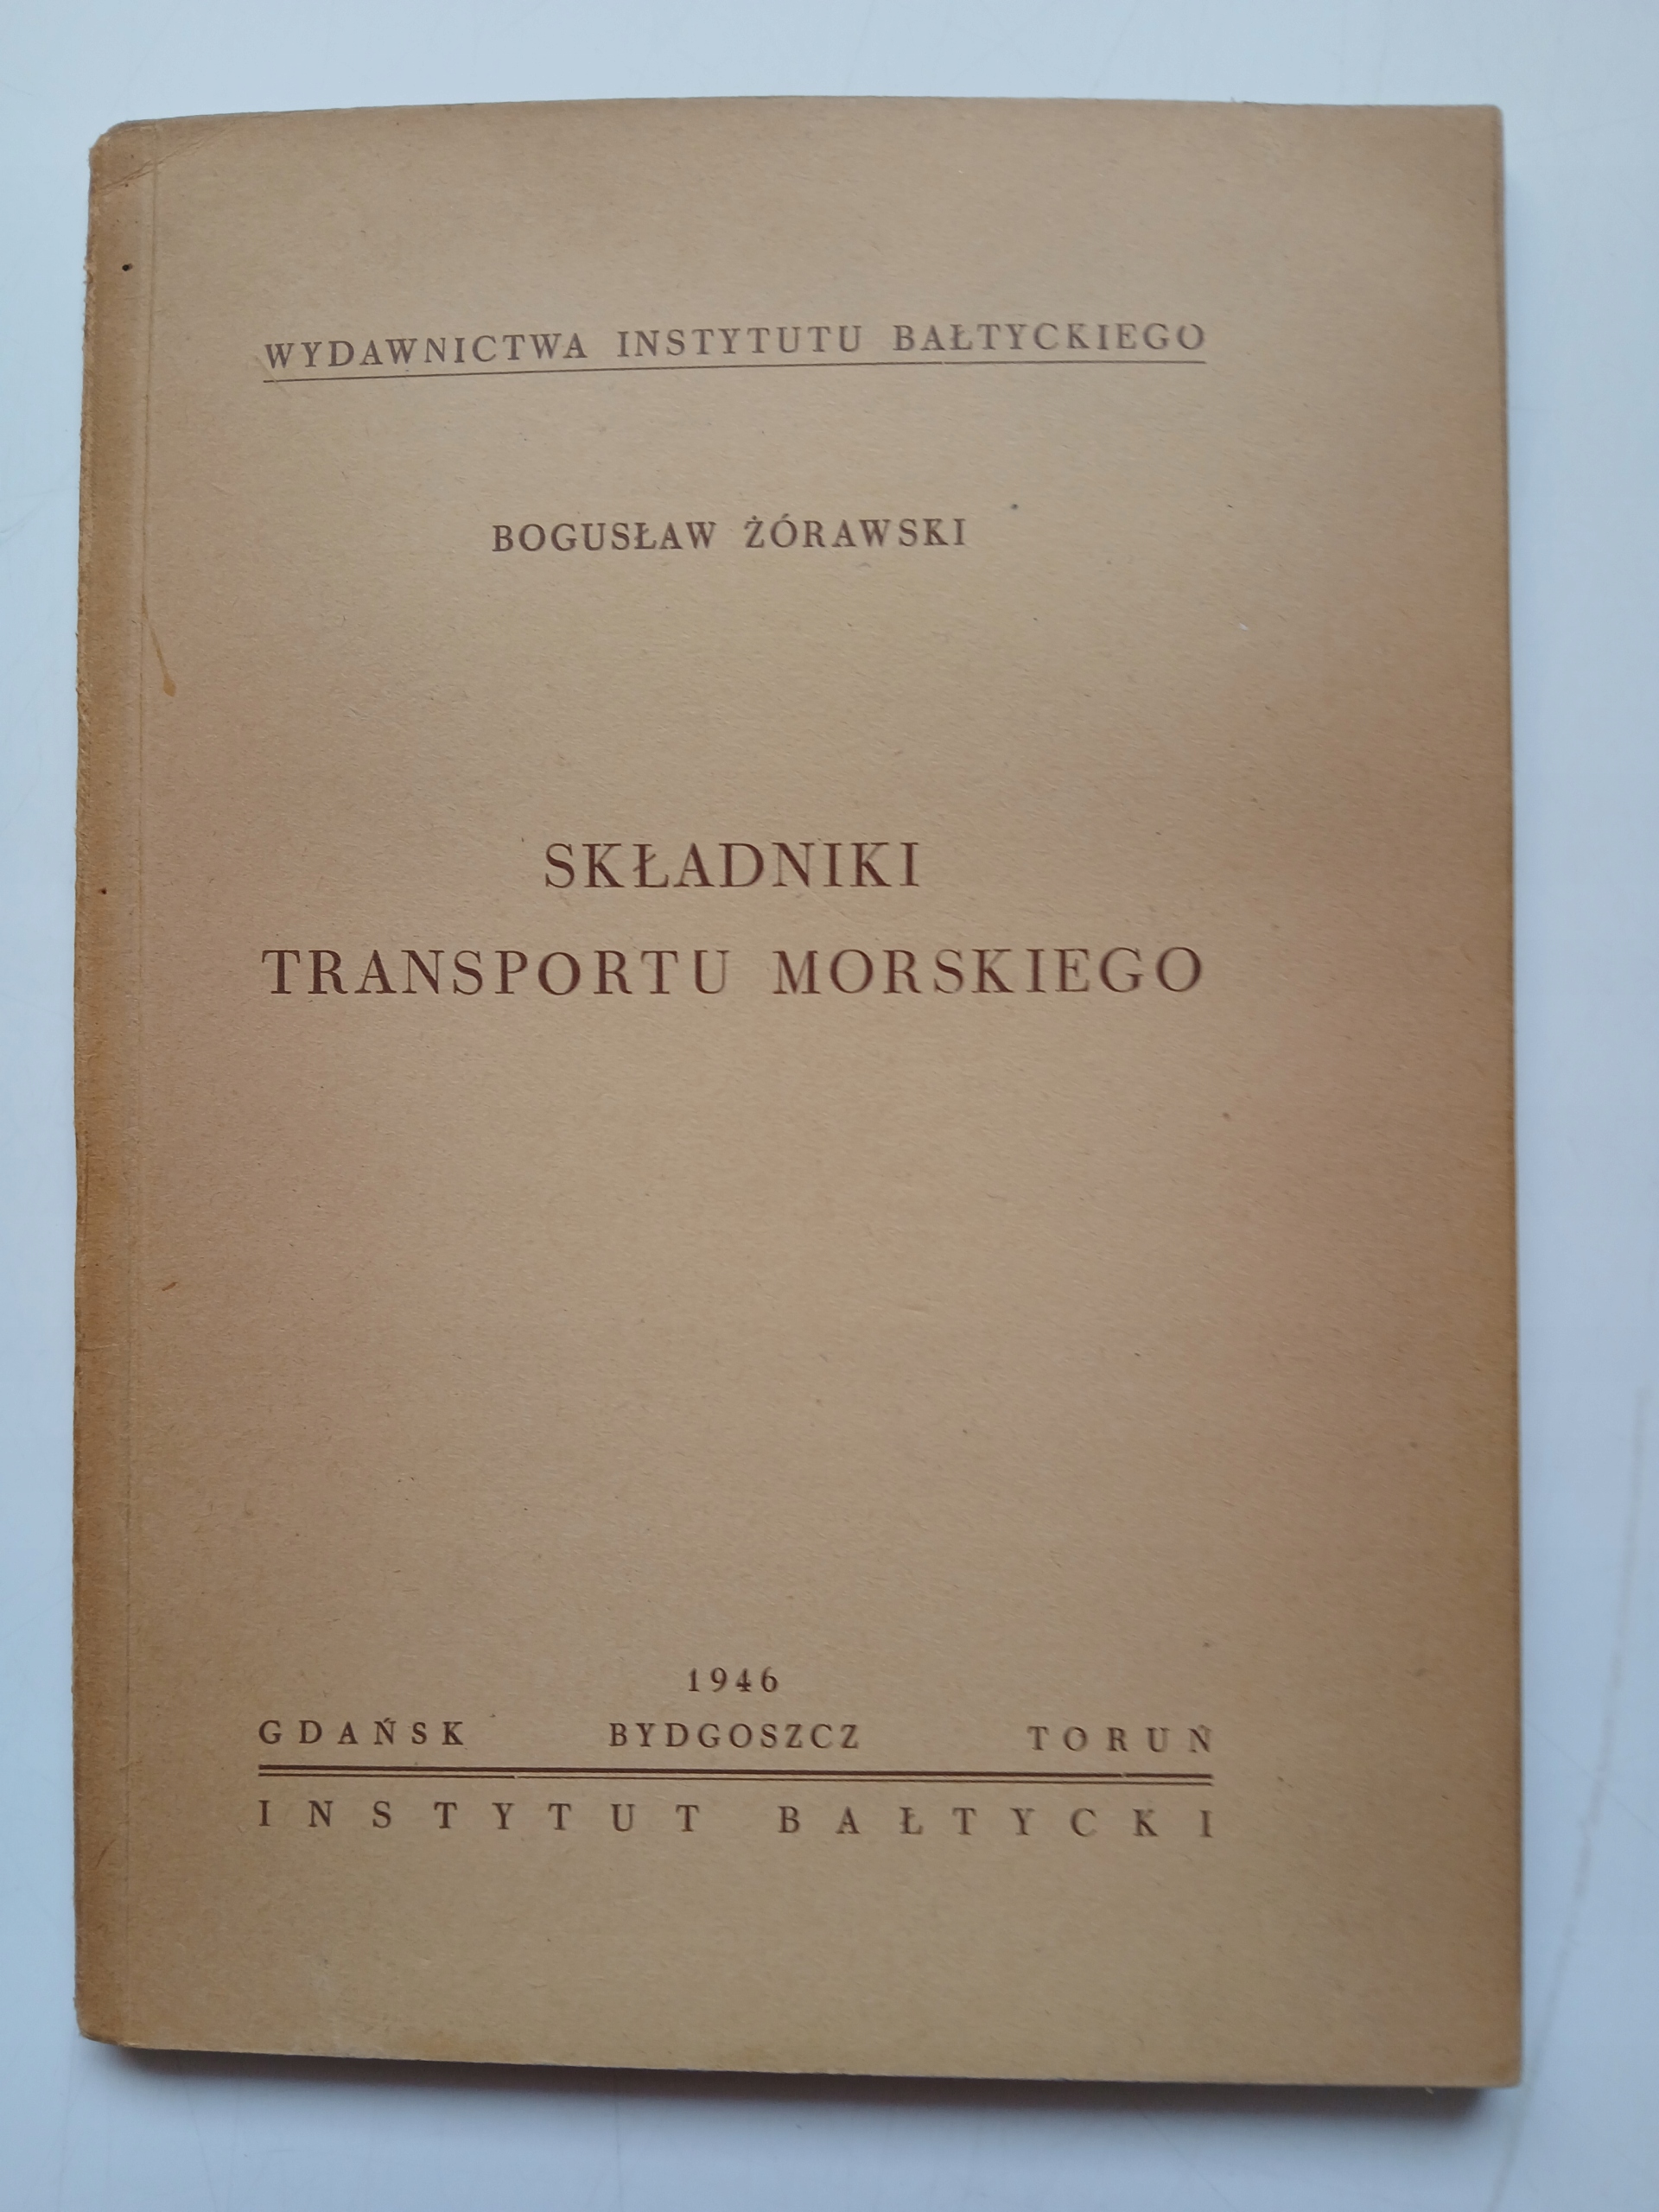 WYDAWNICTWA INSTYTUTU BAŁTYCKIEGO
BOGUSŁAW ŻÓRAWSKI
SKŁADNIKI
TRANSPORTU MORSKIEGO
1946
GDAŃSK BYDGOSZCZ TORUŃ
INSTYTUT BAŁTYCKI